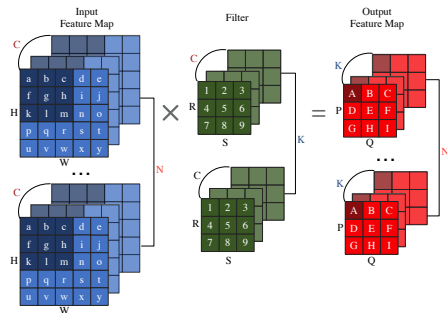 Input
Feature Map
Filter
Output
Feature Map
C
a b c d e
f g h i j
H k l m n o
p q r s t
u v w x y
W
C
1 2 3
R 4 5 6
7 8 9
S
K
A B C
P D E F
G H I
Q
N
×
=
K
N
...
...
C
a b c d e
f g h i j
H k l m n o
p q r s t
u v w x y
W
C
1 2 3
R 4 5 6
7 8 9
S
K
A B C
P D E F
G H I
Q